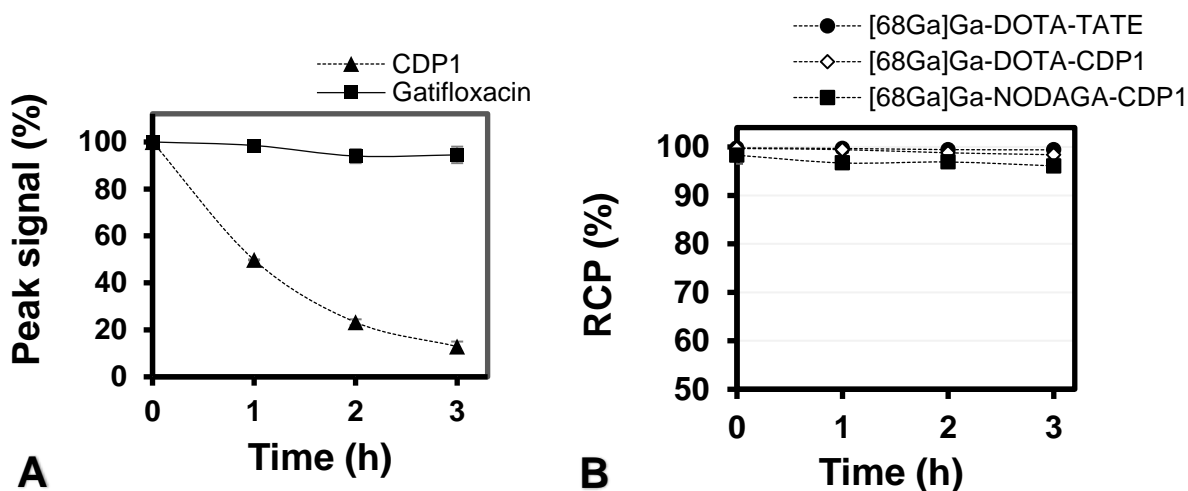 CDP1
Gatifloxacin
Peak signal (%)
100
80
60
40
20
0
0 1 2 3
Time (h)
A
[68Ga]Ga-DOTA-TATE
[68Ga]Ga-DOTA-CDP1
[68Ga]Ga-NODAGA-CDP1
RCP (%)
100
90
80
70
60
50
0 1 2 3
Time (h)
B